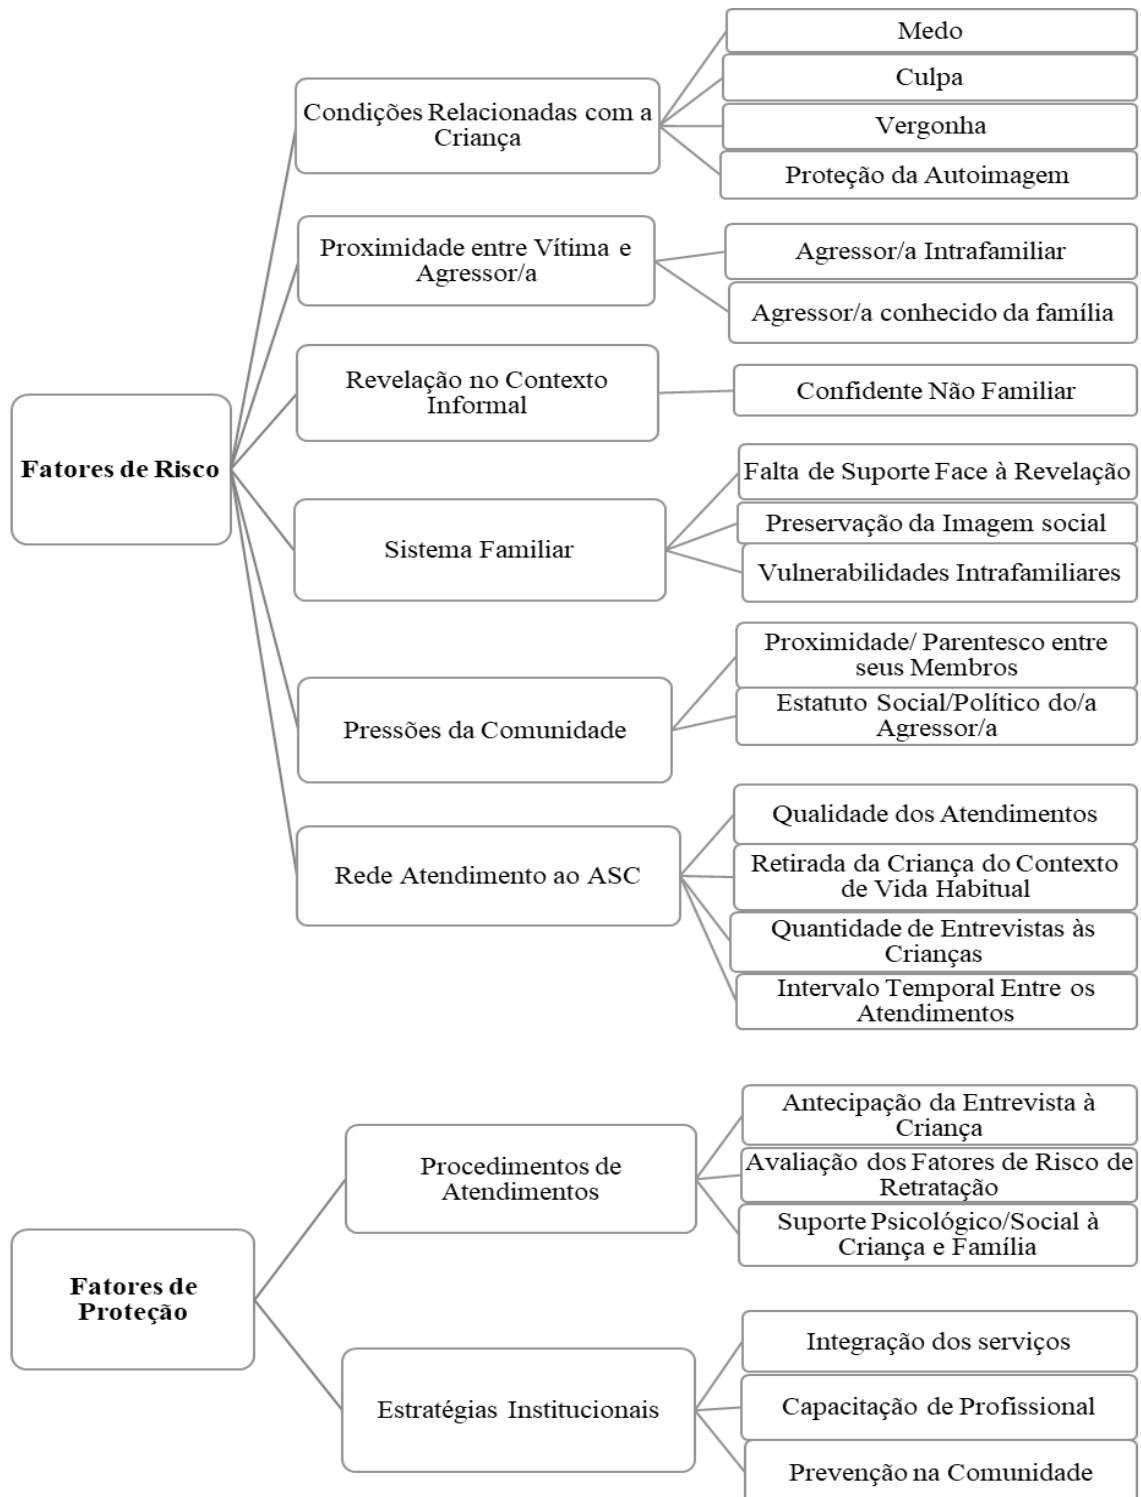 Fatores de Risco
Condições Relacionadas com a
Criança
Medo
Culpa
Vergonha
Proteção da Autoimagem
Proximidade entre Vítima e
Agressor/a
Agressor/a Intrafamiliar
Agressor/a conhecido da família
Revelação no Contexto
Informal
Confidente Não Familiar
Sistema Familiar
Falta de Suporte Face à Revelação
Preservação da Imagem social
Vulnerabilidades Intrafamiliares
Pressões da Comunidade
Proximidade/ Parentesco entre
seus Membros
Estatuto Social/Político do/a
Agressor/a
Rede Atendimento ao ASC
Qualidade dos Atendimentos
Retirada da Criança do Contexto
de Vida Habitual
Quantidade de Entrevistas às
Crianças
Intervalo Temporal Entre os
Atendimentos
Fatores de
Proteção
Procedimentos de
Atendimentos
Antecipação da Entrevista à
Criança
Avaliação dos Fatores de Risco de
Retratação
Suporte Psicológico/Social à
Criança e Família
Estratégias Institucionais
Integração dos serviços
Capacitação de Profissional
Prevenção na Comunidade